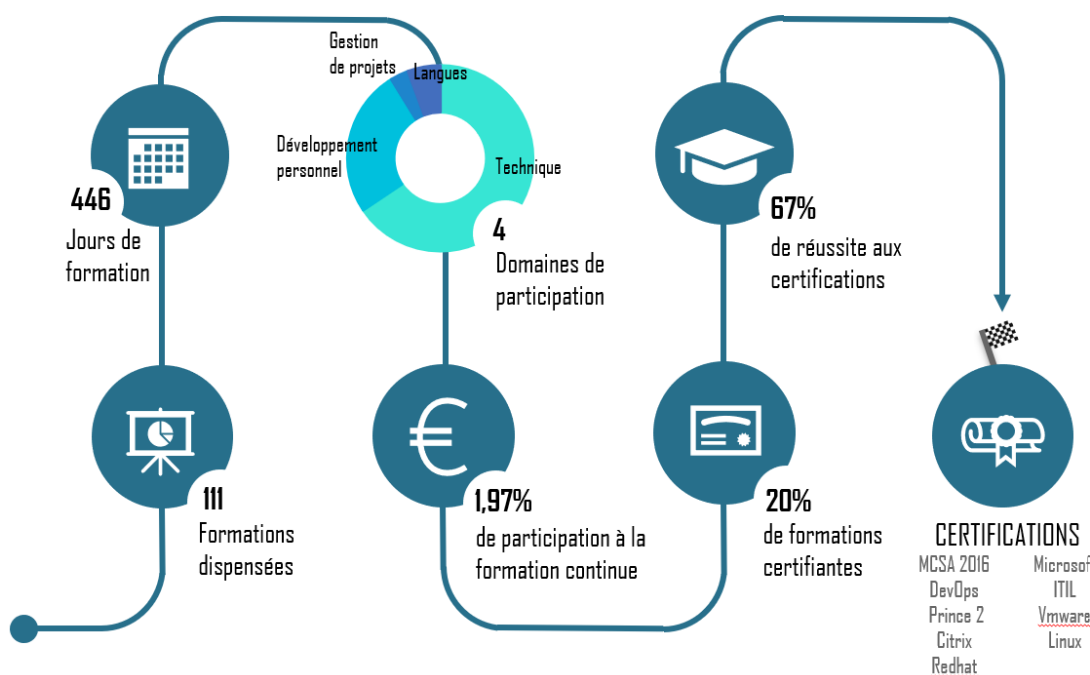 111
Formations
dispensées
446
Jours de
formation
Gestion
de projets
Langues
Développement
personnel
Technique
4
Domaines de
participation
1,97%
de participation à la
formation continue
20%
de formations
certifiantes
67%
de réussite aux
certifications
CERTIFICATIONS
MCSA 2016
DevOps
Prince 2
Citrix
Redhat
Microsof
ITIL
Vmware
Linux